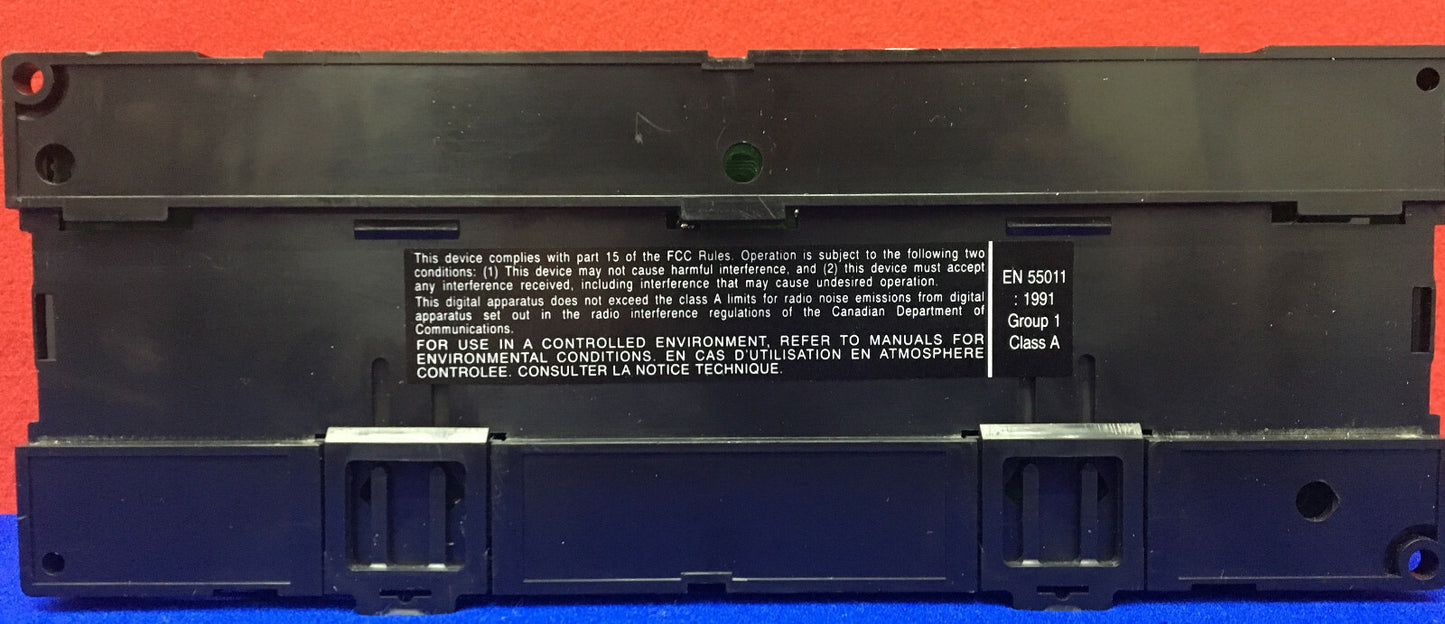 This device complies with part 15 of the FCC Rules. Operation is subject to the following two
conditions: (1) This device may not cause harmful interference, and (2) this device must accept
any interference received, including interference that may cause undesired operation.
This digital apparatus does not exceed the class A limits for radio noise emissions from digital
apparatus set out in the radio interference regulations of the Canadian Department of
Communications.
FOR USE IN A CONTROLLED ENVIRONMENT, REFER TO MANUALS FOR
ENVIRONMENTAL CONDITIONS. EN CAS D'UTILISATION EN ATMOSPHERE
CONTROLEE. CONSULTER LA NOTICE TECHNIQUE.
EN 55011
: 1991
Group 1
Class A